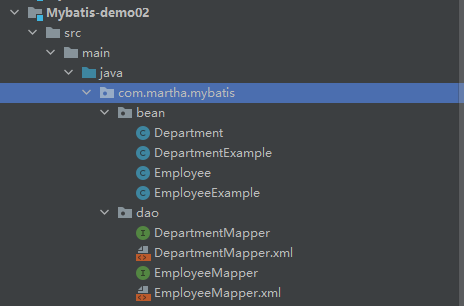 Mybatis-demo02
src
main
java
com.martha.mybatis
bean
Department
DepartmentExample
Employee
EmployeeExample
dao
DepartmentMapper
DepartmentMapper.xml
EmployeeMapper
EmployeeMapper.xml